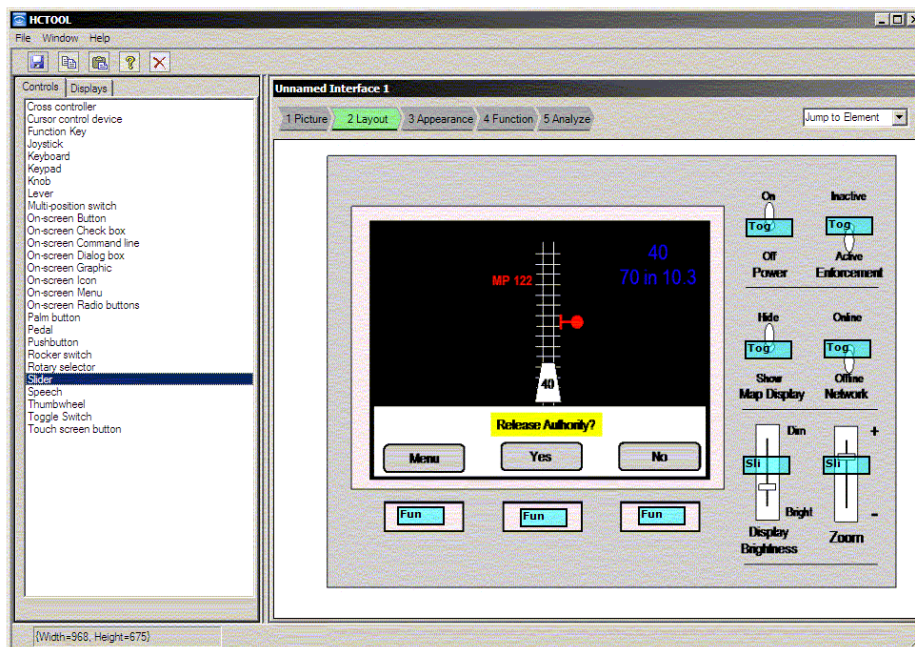 HCTOOL
File Window Help
Controls Displays
Cross controller
Cursor control device
Function Key
Joystick
Keyboard
Keypad
Knob
Lever
Multi-position switch
On-screen Button
On-screen Check box
On-screen Command line
On-screen Dialog box
On-screen Graphic
On-screen Icon
On-screen Menu
On-screen Radio buttons
Palm button
Pedal
Pushbutton
Rocker switch
Rotary selector
Slider
Speech
Thumbwheel
Toggle Switch
Touch screen button
Unnamed Interface 1
1 Picture 2 Layout 3 Appearance 4 Function 5 Analyze
Jump to Element
40
70 in 10.3
MP 122
40
Release Authority?
Menu Yes No
Fun Fun Fun
On Inactive
Tog Tog
Off Active
Power Enforcement
Hide Online
Tog Tog
Show Offline
Map Display Network
Dim +
Sli Sli
Bright -
Display
Brightness
Zoom
{Width=968, Height=675}